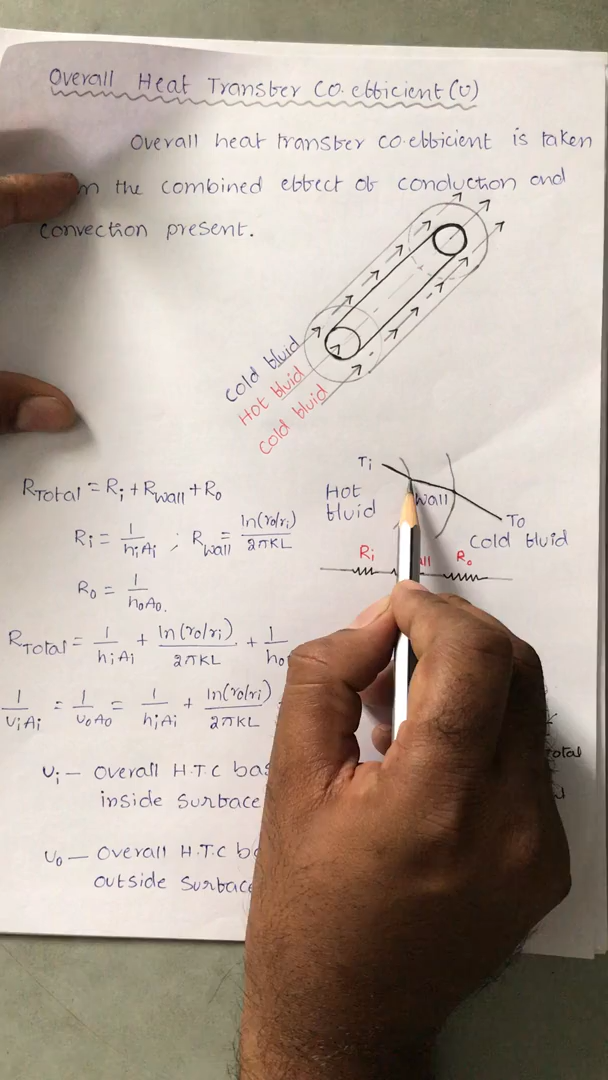 Overall Heat Transfer Co.efficient (U)
Overall heat transfer co.efficient is taken
the combined effect of conduction and
convection present.
Cold fluid
Hot fluid
Cold fluid
Ti
Hot fluid
wall
To
Cold fluid
Ri
Ro
RTotal = Ri + Rwall + Ro
Ri = 1/hiAi ; Rwall = ln(ro/ri)/2πKL
Ro = 1/hoAo.
RTotal = 1/hiAi + ln(ro/ri)/2πKL + 1/ho
1/UiAi = 1/UoAo = 1/hiAi + ln(ro/ri)/2πKL
Ui — Overall H.T.C
inside surface
Uo — Overall H.T.C
outside surface